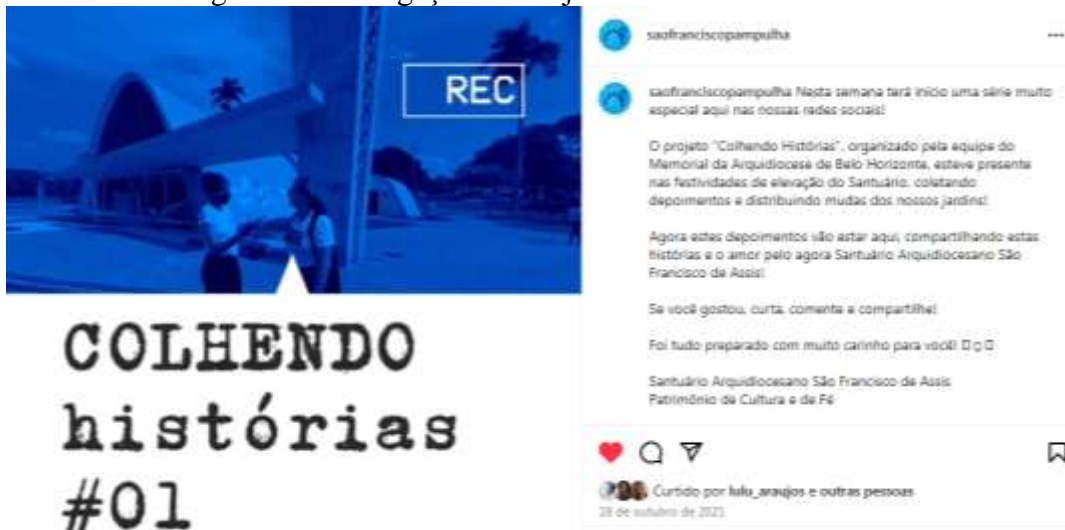 REC
COLHENDO
histórias
#01
saofranciscopampulha
saofranciscopampulha Nesta semana terá início uma série muito
especial aqui nas nossas redes sociais!
O projeto "Colhendo Histórias", organizado pela equipe do
Memorial da Arquidiocese de Belo Horizonte, esteve presente
nas festividades de elevação do Santuário, coletando
depoimentos e distribuindo mudas dos nossos jardins!
Agora estes depoimentos vão estar aqui, compartilhando estas
histórias e o amor pelo agora Santuário Arquidiocesano São
Francisco de Assis!
Se você gostou, curta, comente e compartilhe!
Foi tudo preparado com muito carinho para você!
Santuário Arquidiocesano São Francisco de Assis
Patrimônio de Cultura e de Fé
Curtido por lulu_araujos e outras pessoas
28 de outubro de 2021